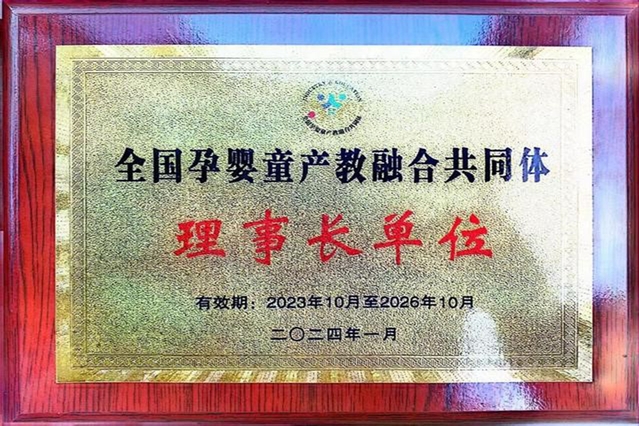 全国孕婴童产教融合共同体
理事长单位
有效期：2023年10月至2026年10月
二〇二四年一月